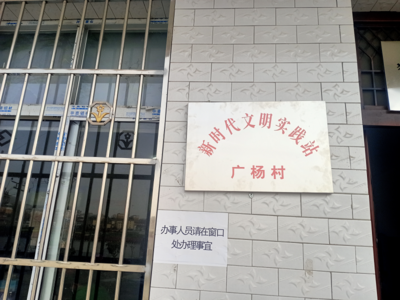 新时代文明实践站
广杨村
办事人员请在窗口
处办理事宜